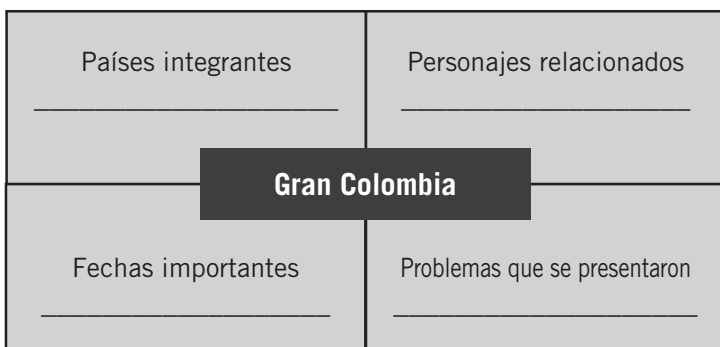 Países integrantes
Personajes relacionados
Gran Colombia
Fechas importantes
Problemas que se presentaron